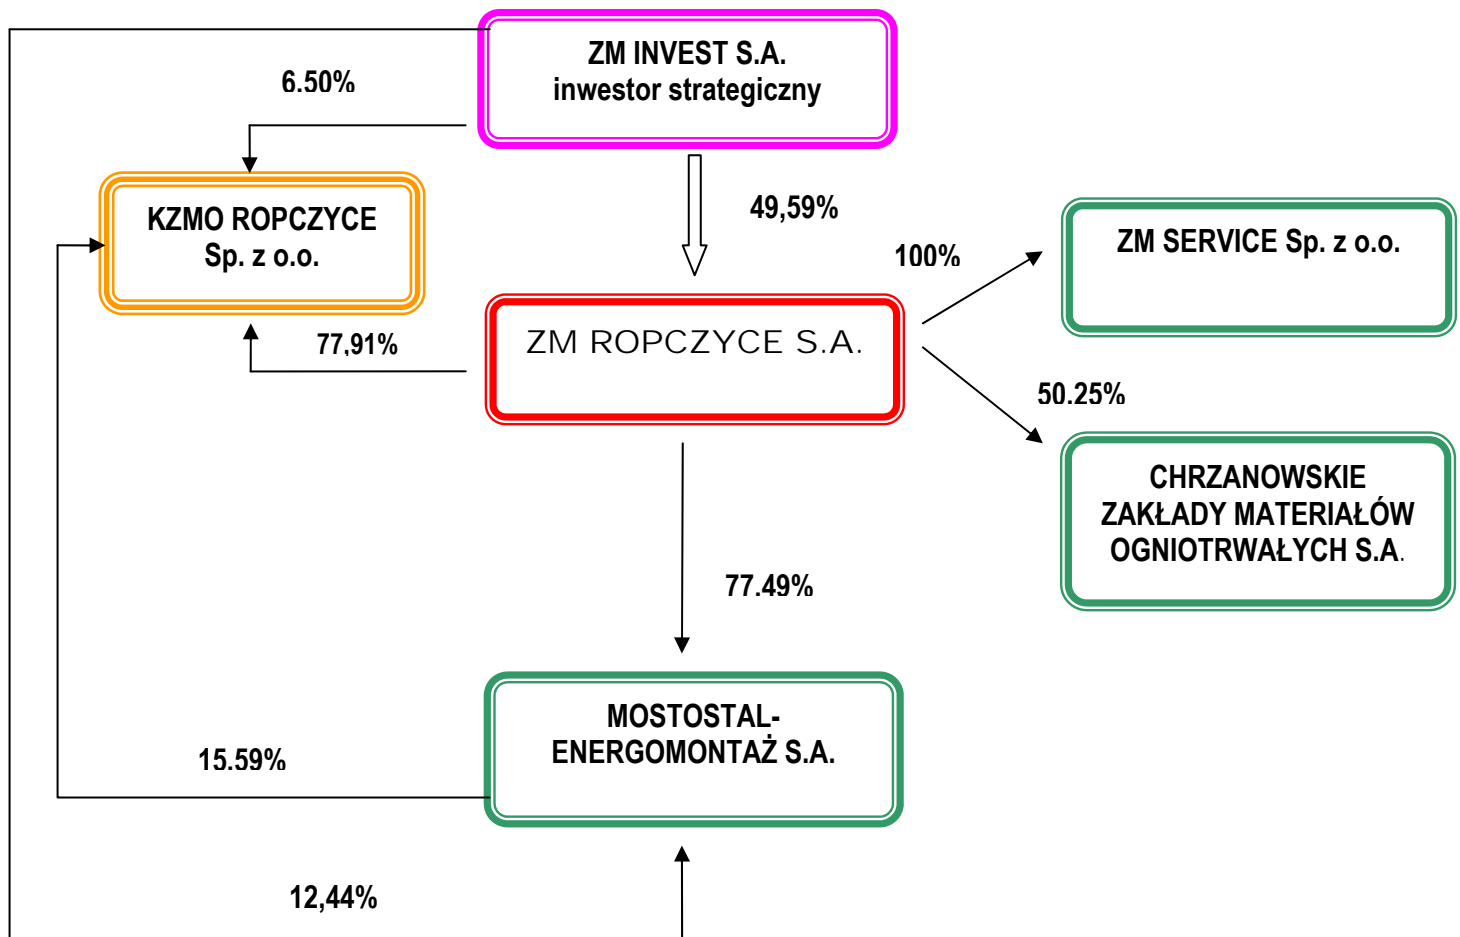 ZM INVEST S.A.
inwestor strategiczny
6,50%
49,59%
KZMO ROPCZYCE
Sp. z o.o.
ZM SERVICE Sp. z o.o.
100%
77,91%
ZM ROPCZYCE S.A.
50,25%
CHRZANOWSKIE
ZAKŁADY MATERIAŁÓW
OGNIOTRWAŁYCH S.A.
77,49%
MOSTOSTAL-
ENERGOMONTAŻ S.A.
15,59%
12,44%